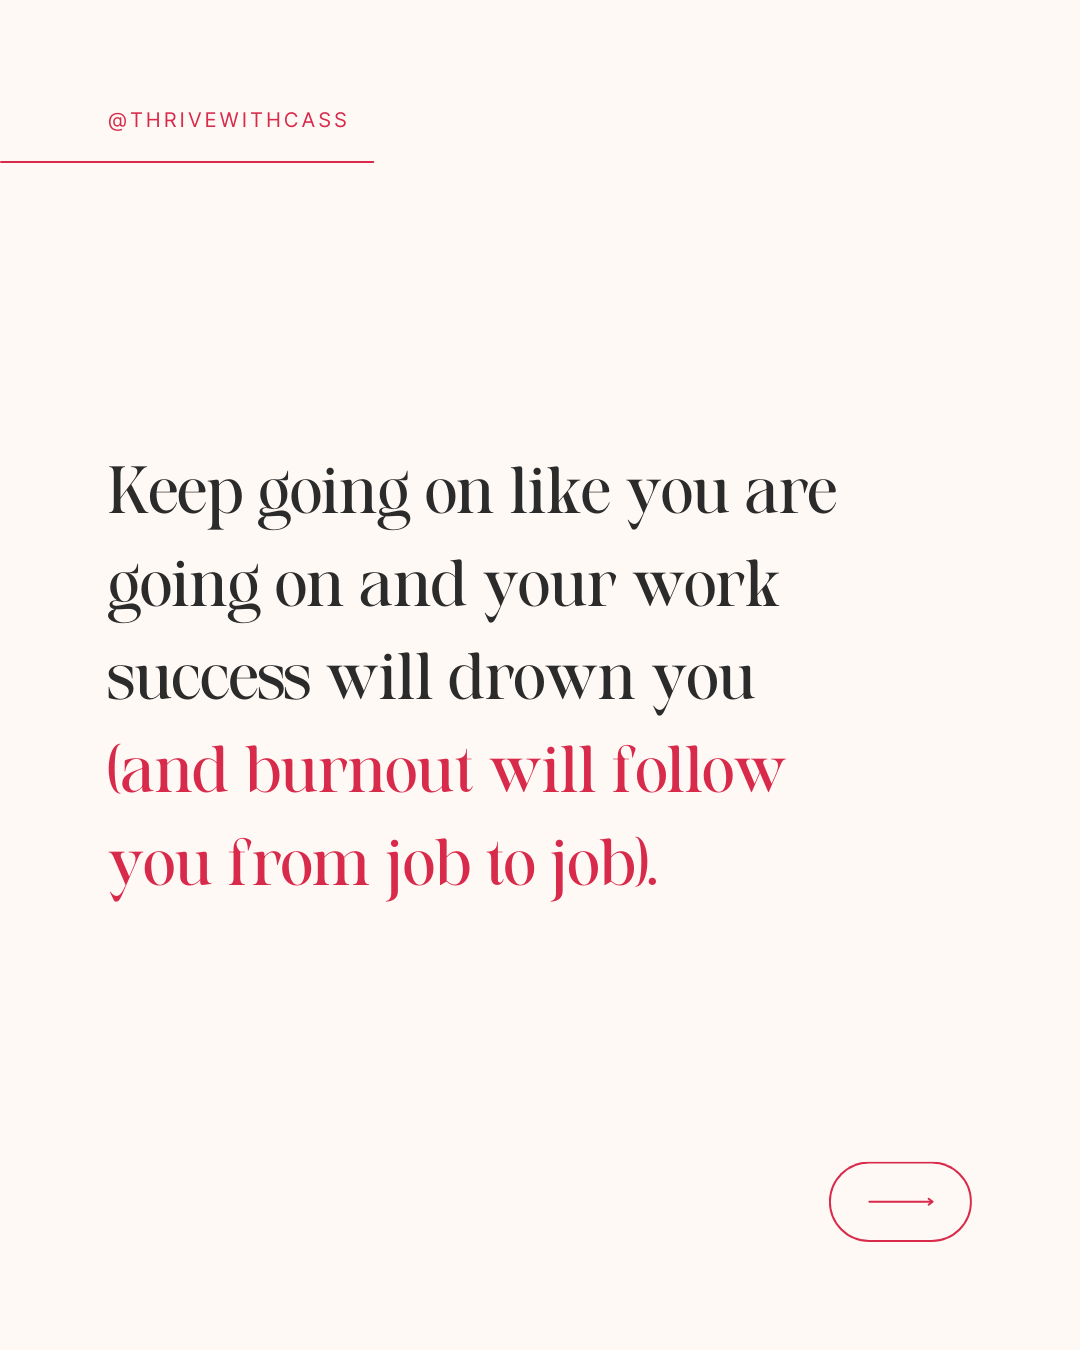 @THRIVEWITHCASS
Keep going on like you are
going on and your work
success will drown you
(and burnout will follow
you from job to job).